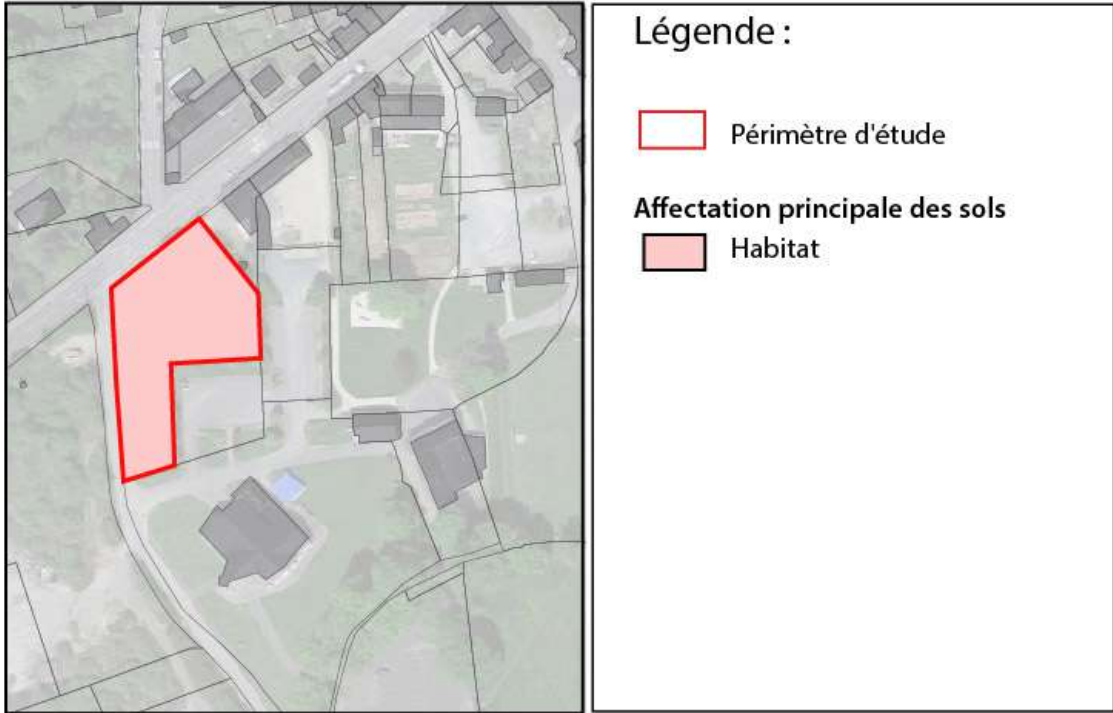 Légende :
Périmètre d'étude
Affectation principale des sols
Habitat